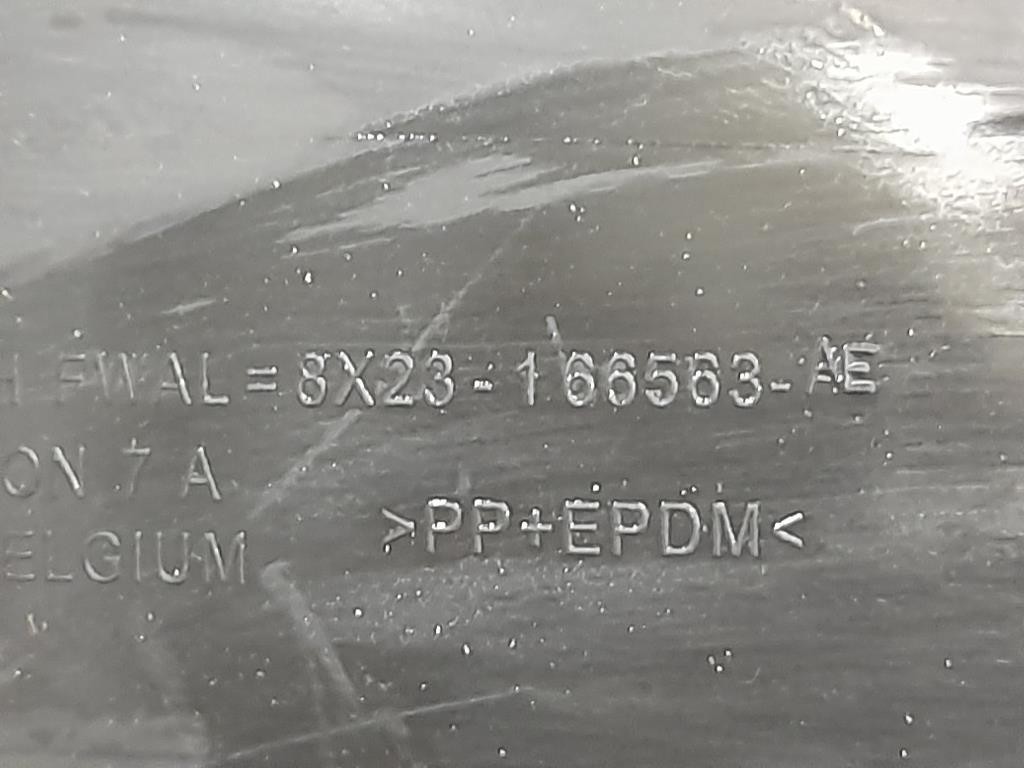 H FWAL = 8X23 - 166563 - AE
ON 7 A
ELGIUM
>PP+EPDM<